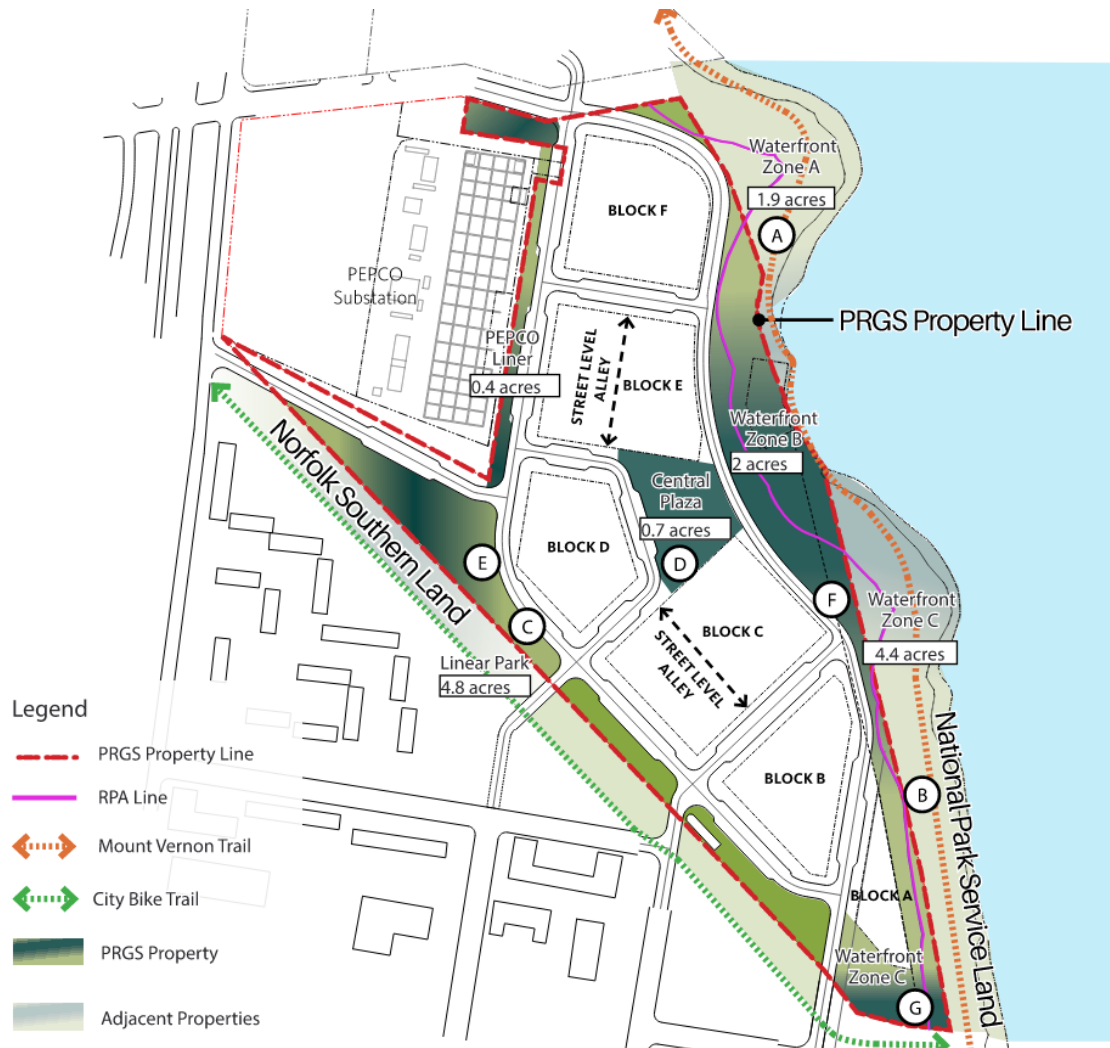 Waterfront
Zone A
1.9 acres
A
BLOCK F
PEPCO
Substation
PRGS Property Line
PEPCO
Liner
0.4 acres
STREET LEVEL
ALLEY
BLOCK E
Waterfront
Zone B
2 acres
Central
Plaza
0.7 acres
Norfolk Southern Land
BLOCK D
E
D
F
C
BLOCK C
Waterfront
Zone C
4.4 acres
STREET LEVEL
ALLEY
Linear Park
4.8 acres
National Park Service Land
BLOCK B
B
BLOCK A
Waterfront
Zone C
G
Legend
PRGS Property Line
RPA Line
Mount Vernon Trail
City Bike Trail
PRGS Property
Adjacent Properties